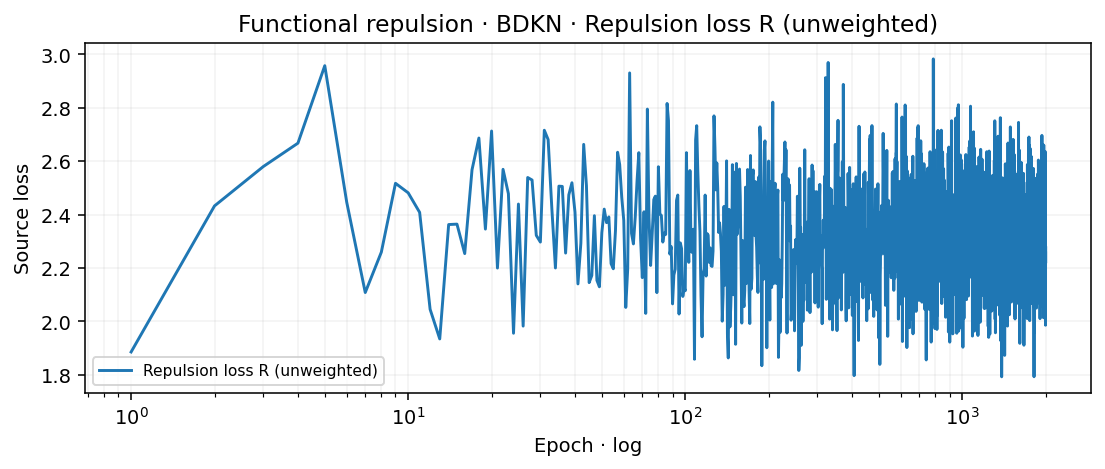 Functional repulsion · BDKN · Repulsion loss R (unweighted)
Source loss
3.0
2.8
2.6
2.4
2.2
2.0
1.8
Repulsion loss R (unweighted)
10⁰ 10¹ 10² 10³
Epoch · log